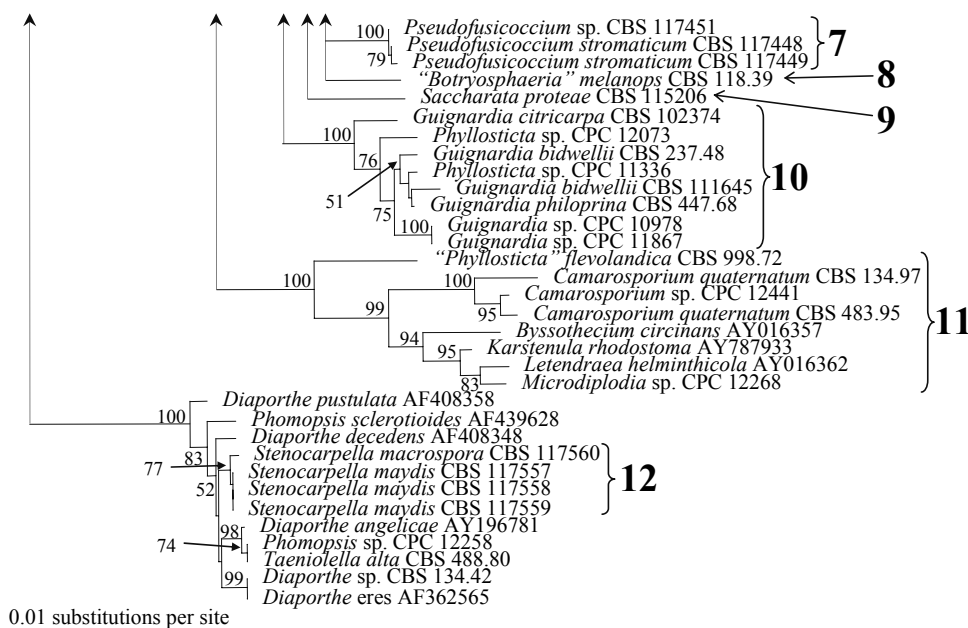 100
Pseudofusicoccium sp. CBS 117451
Pseudofusicoccium stromaticum CBS 117448
79
Pseudofusicoccium stromaticum CBS 117449
7
"Botryosphaeria" melanops CBS 118.39
8
Saccharata proteae CBS 115206
9
Guignardia citricarpa CBS 102374
100
Phyllosticta sp. CPC 12073
76
Guignardia bidwellii CBS 237.48
Phyllosticta sp. CPC 11336
51
Guignardia bidwellii CBS 111645
75
Guignardia philoprina CBS 447.68
100
Guignardia sp. CPC 10978
Guignardia sp. CPC 11867
10
"Phyllosticta" flevolandica CBS 998.72
100
Camarosporium quaternatum CBS 134.97
100
Camarosporium sp. CPC 12441
99
95
Camarosporium quaternatum CBS 483.95
Byssothecium circinans AY016357
94
95
Karstenula rhodostoma AY787933
Letendraea helminthicola AY016362
83
Microdiplodia sp. CPC 12268
11
Diaporthe pustulata AF408358
100
Phomopsis sclerotioides AF439628
Diaporthe decedens AF408348
83
77
Stenocarpella macrospora CBS 117560
Stenocarpella maydis CBS 117557
52
Stenocarpella maydis CBS 117558
Stenocarpella maydis CBS 117559
12
Diaporthe angelicae AY196781
98
74
Phomopsis sp. CPC 12258
Taeniolella alta CBS 488.80
99
Diaporthe sp. CBS 134.42
Diaporthe eres AF362565
0.01 substitutions per site